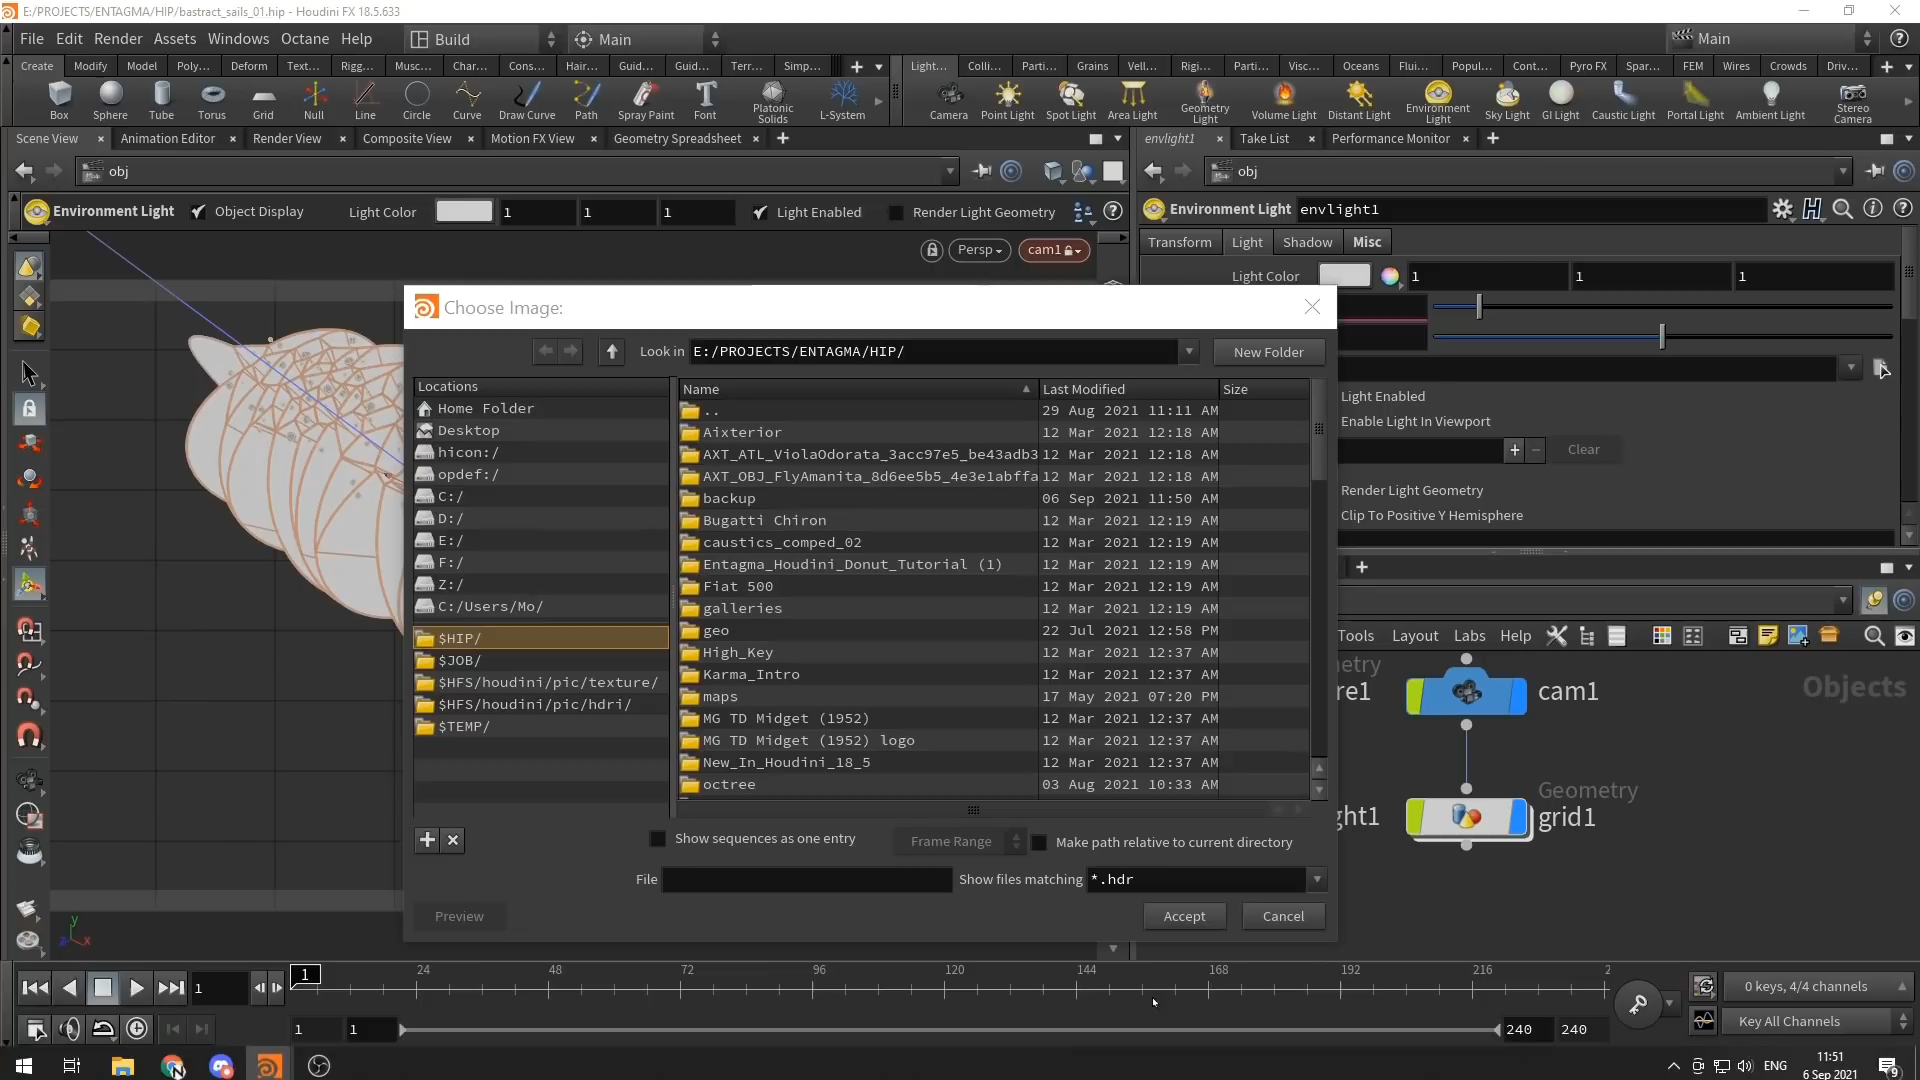 E:/PROJECTS/ENTAGMA/HIP/bastract_sails_01.hip - Houdini FX 18.5.633
File Edit Render Assets Windows Octane Help Build Main Main
Create Modify Model Poly... Deform Text... Rigg... Musc... Char... Cons... Hair... Guid... Guid... Terr... Simp... Light... Colli... Parti... Grains Vell... Rigi... Parti... Visc... Oceans Flui... Popul... Cont... Pyro FX Spar... FEM Wires Crowds Driv...
Box Sphere Tube Torus Grid Null Line Circle Curve Draw Curve Path Spray Paint Font Platonic Solids L-System Camera Point Light Spot Light Area Light Geometry Light Volume Light Distant Light Environment Light Sky Light GI Light Caustic Light Portal Light Ambient Light Stereo Camera
Scene View Animation Editor Render View Composite View Motion FX View Geometry Spreadsheet envlight1 Take List Performance Monitor
obj obj
Environment Light Object Display Light Color 1 1 1 Light Enabled Render Light Geometry Environment Light envlight1
Transform Light Shadow Misc
Persp cam1
Light Color 1 1 1
Choose Image:
Look in E:/PROJECTS/ENTAGMA/HIP/ New Folder
Locations Name Last Modified Size
Home Folder
Desktop
hicon:/
opdef:/
C:/
D:/
E:/
F:/
Z:/
C:/Users/Mo/
$HIP/
$JOB/
$HFS/houdini/pic/texture/
$HFS/houdini/pic/hdri/
$TEMP/
.. 29 Aug 2021 11:11 AM
Aixterior 12 Mar 2021 12:18 AM
AXT_ATL_ViolaOdorata_3acc97e5_be43adb3 12 Mar 2021 12:18 AM
AXT_OBJ_FlyAmanita_8d6ee5b5_4e3e1abffa 12 Mar 2021 12:18 AM
backup 06 Sep 2021 11:50 AM
Bugatti Chiron 12 Mar 2021 12:19 AM
caustics_comped_02 12 Mar 2021 12:19 AM
Entagma_Houdini_Donut_Tutorial (1) 12 Mar 2021 12:19 AM
Fiat 500 12 Mar 2021 12:19 AM
galleries 12 Mar 2021 12:19 AM
geo 22 Jul 2021 12:58 PM
High_Key 12 Mar 2021 12:37 AM
Karma_Intro 12 Mar 2021 12:37 AM
maps 17 May 2021 07:20 PM
MG TD Midget (1952) 12 Mar 2021 12:37 AM
MG TD Midget (1952) logo 12 Mar 2021 12:37 AM
New_In_Houdini_18_5 12 Mar 2021 12:37 AM
octree 03 Aug 2021 10:33 AM
Show sequences as one entry Frame Range Make path relative to current directory
File Show files matching *.hdr
Preview Accept Cancel
Light Enabled
Enable Light In Viewport
Clear
Render Light Geometry
Clip To Positive Y Hemisphere
Tools Layout Labs Help
etry
re1 cam1 Objects
Geometry
ght1 grid1
y
z x
1 24 48 72 96 120 144 168 192 216 2
1 0 keys, 4/4 channels
1 1 240 240 Key All Channels
ENG 11:51
6 Sep 2021
9